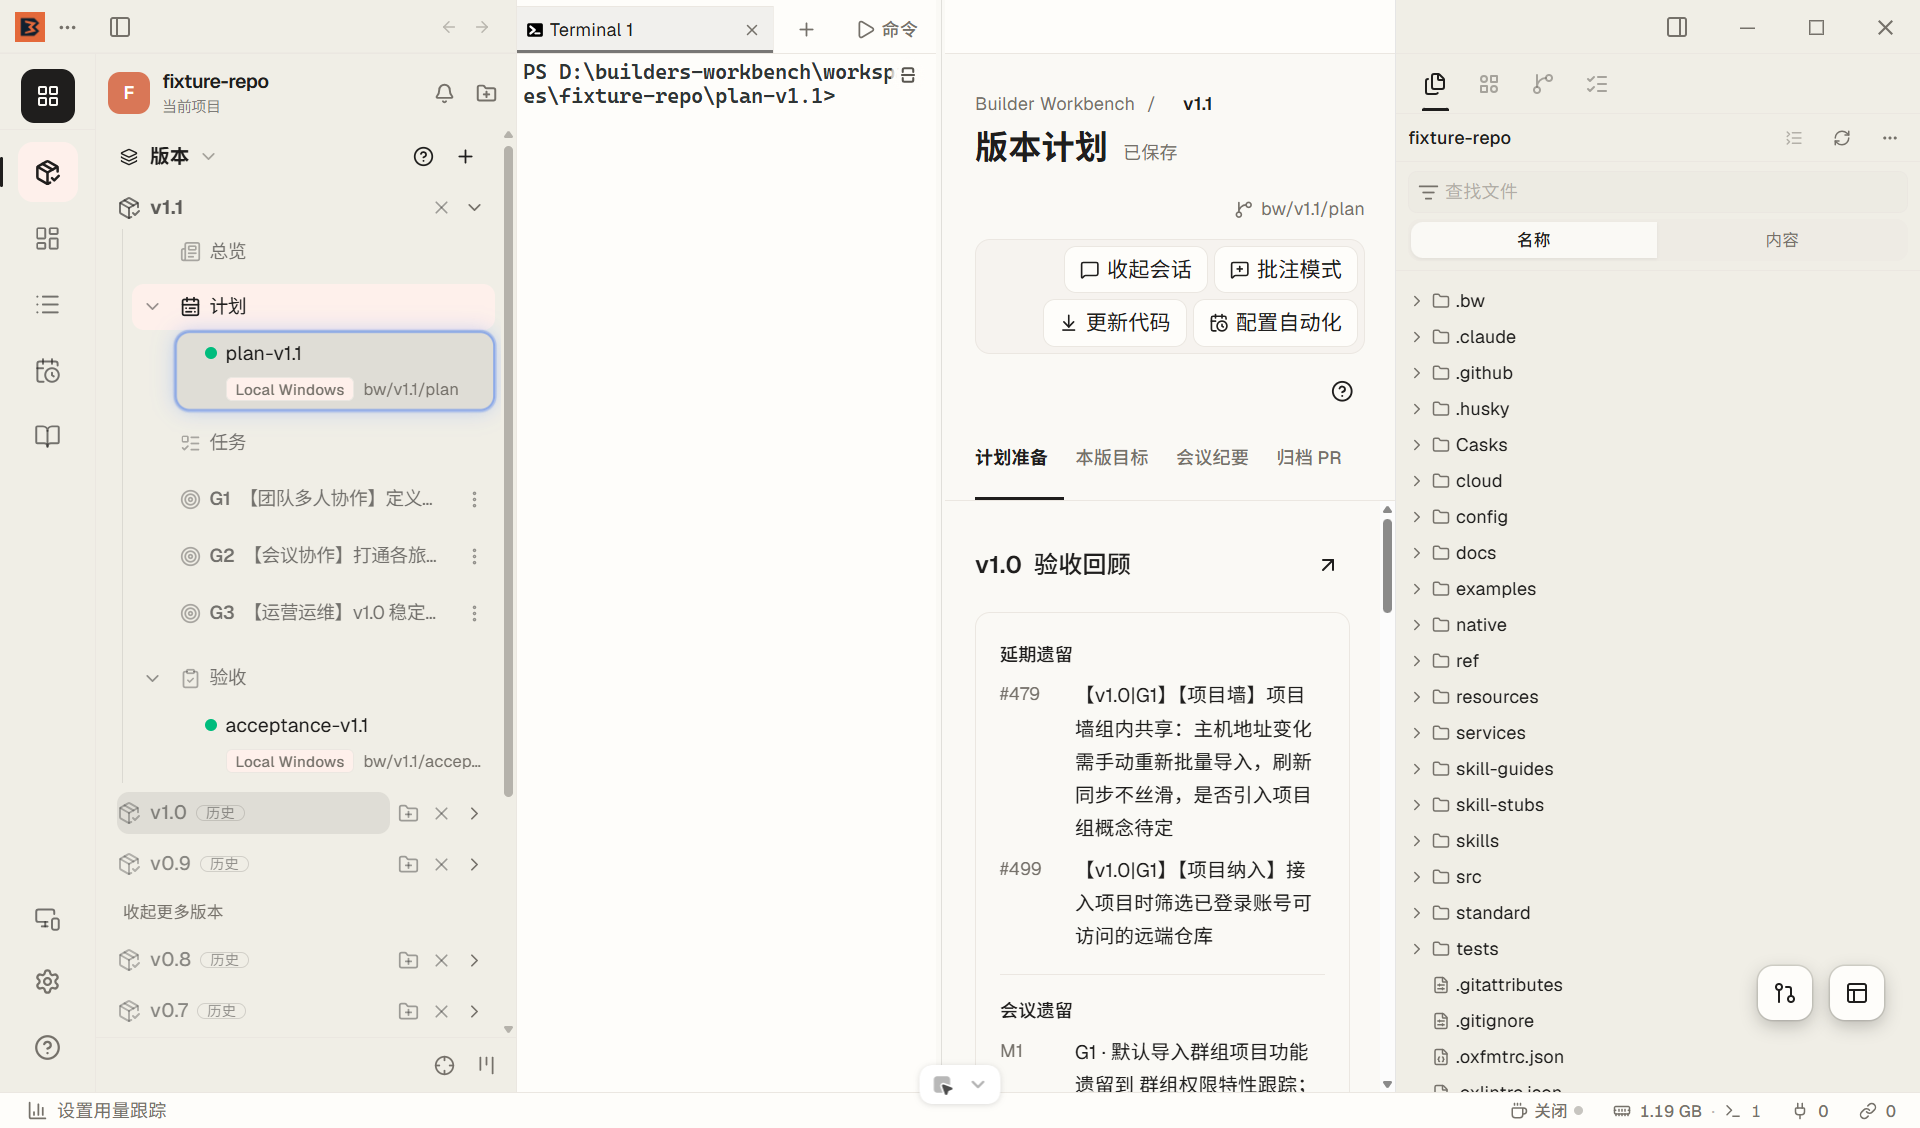 F
fixture-repo
当前项目
版本
v1.1
总览
计划
plan-v1.1
Local Windows bw/v1.1/plan
任务
G1 【团队多人协作】定义...
G2 【会议协作】打通各旅...
G3 【运营运维】v1.0 稳定...
验收
acceptance-v1.1
Local Windows bw/v1.1/accep...
v1.0 历史
v0.9 历史
收起更多版本
v0.8 历史
v0.7 历史
设置用量跟踪
Terminal 1
命令
PS D:\builders-workbench\worksp
es\fixture-repo\plan-v1.1>
Builder Workbench / v1.1
版本计划 已保存
bw/v1.1/plan
收起会话 批注模式
更新代码 配置自动化
计划准备 本版目标 会议纪要 归档 PR
v1.0 验收回顾
延期遗留
#479 【v1.0|G1】【项目墙】项目
墙组内共享：主机地址变化
需手动重新批量导入，刷新
同步不丝滑，是否引入项目
组概念待定
#499 【v1.0|G1】【项目纳入】接
入项目时筛选已登录账号可
访问的远端仓库
会议遗留
M1 G1 · 默认导入群组项目功能
遗留到 群组权限特性跟踪；
fixture-repo
查找文件
名称 内容
.bw
.claude
.github
.husky
Casks
cloud
config
docs
examples
native
ref
resources
services
skill-guides
skill-stubs
skills
src
standard
tests
.gitattributes
.gitignore
.oxfmtrc.json
.oxlintrc.json
关闭 1.19 GB · 1 0 0